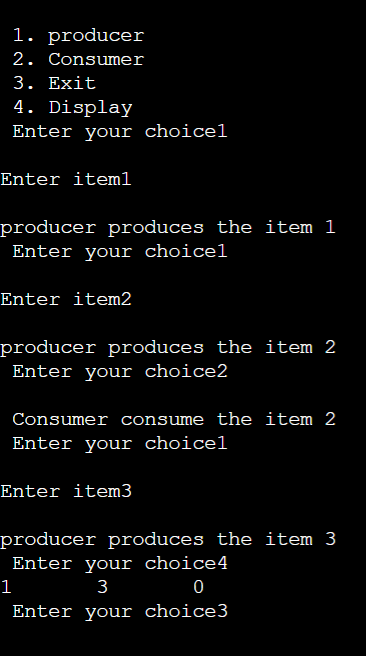 1. producer
2. Consumer
3. Exit
4. Display
Enter your choice1
Enter item1
producer produces the item 1
Enter your choice1
Enter item2
producer produces the item 2
Enter your choice2
Consumer consume the item 2
Enter your choice1
Enter item3
producer produces the item 3
Enter your choice4
1 3 0
Enter your choice3